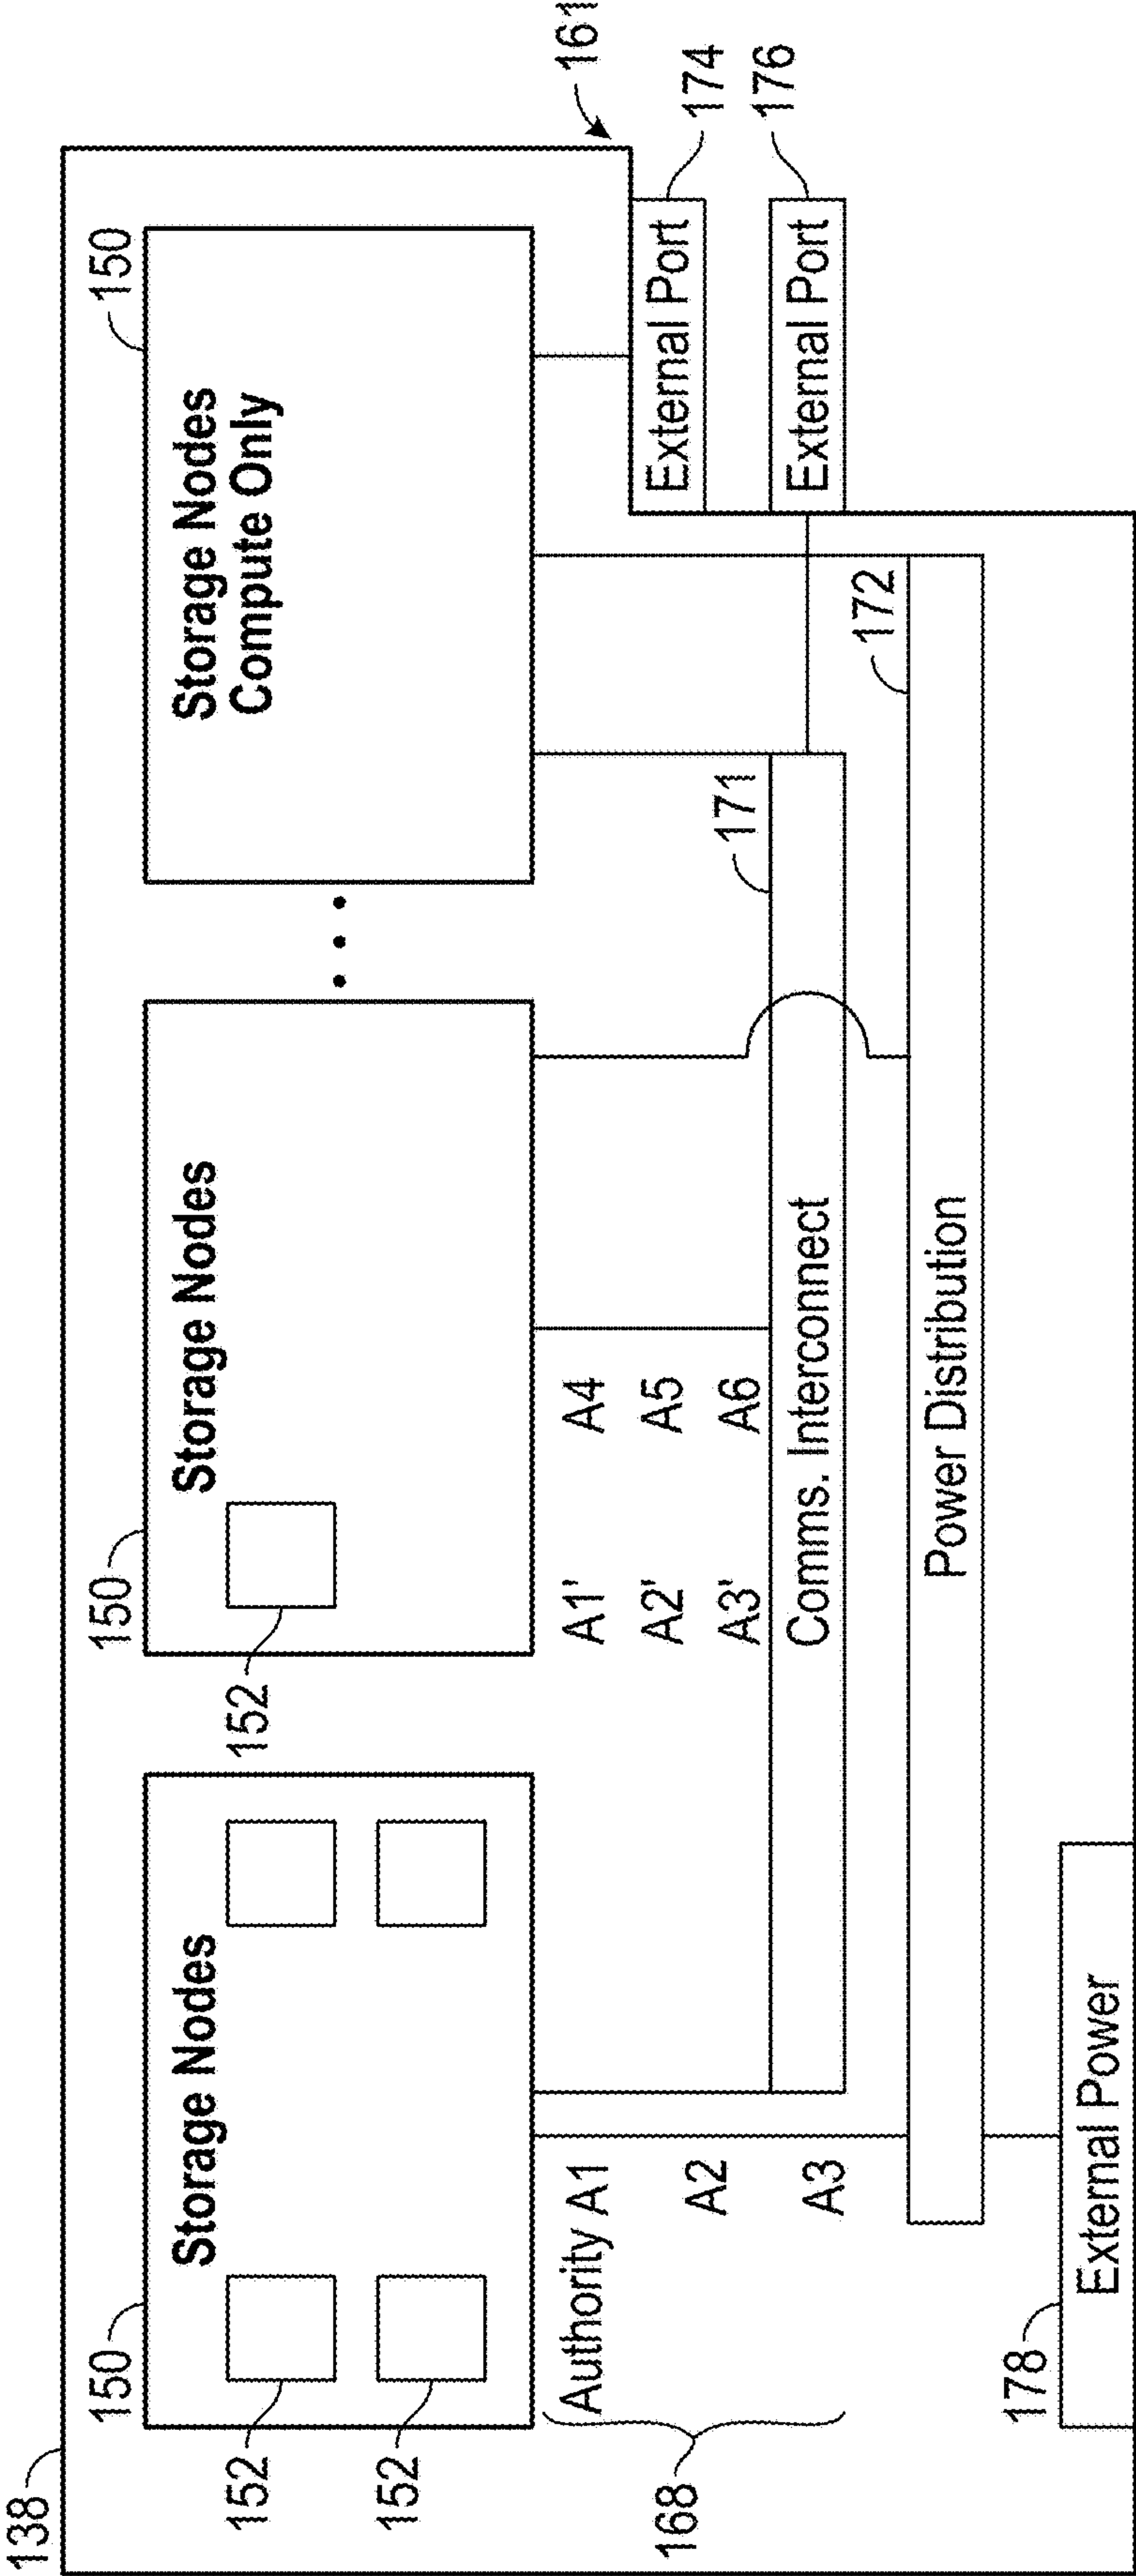 138
150
150
150
161
Storage Nodes
Storage Nodes
Storage Nodes
Compute Only
152
152
152
168
Authority A1
A2
A3
A1'
A2'
A3'
A4
A5
A6
171
Comms. Interconnect
172
Power Distribution
External Port
174
External Port
176
178
External Power